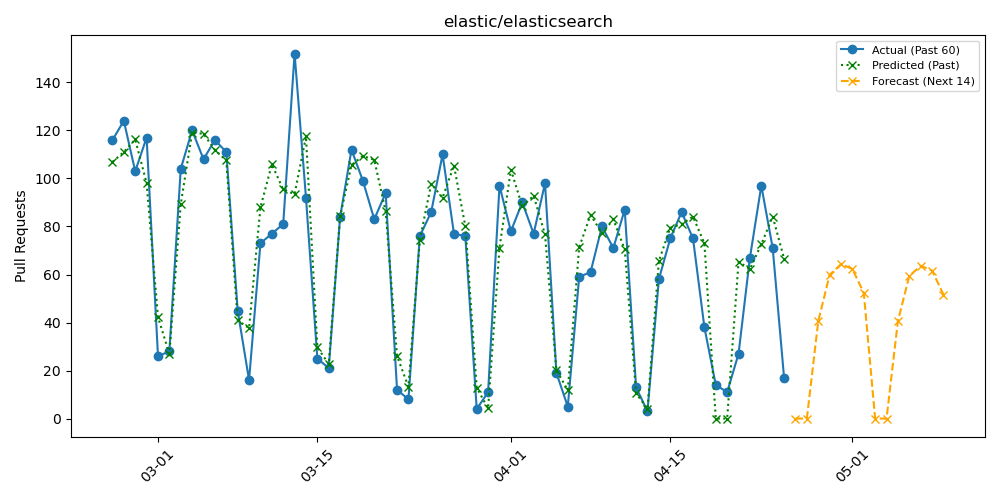 elastic/elasticsearch
Actual (Past 60)
Predicted (Past)
Forecast (Next 14)
Pull Requests
140
120
100
80
60
40
20
0
03-01
03-15
04-01
04-15
05-01